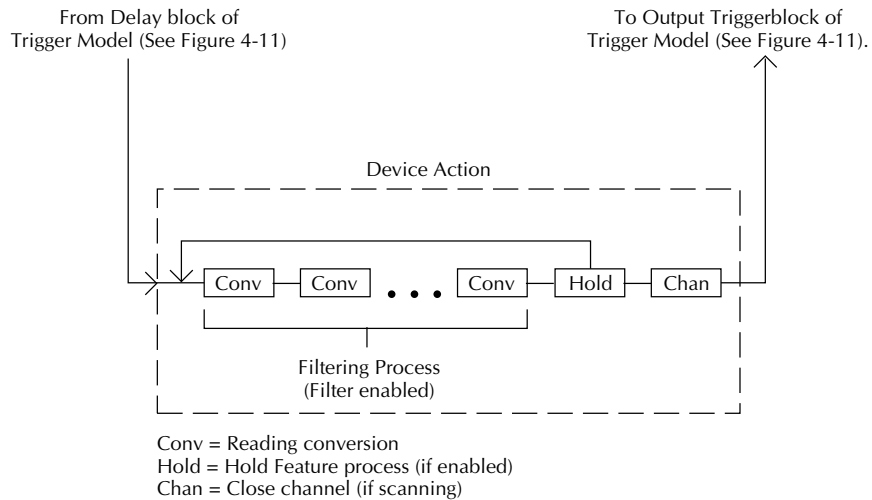 From Delay block of
Trigger Model (See Figure 4-11)
To Output Triggerblock of
Trigger Model (See Figure 4-11).
Device Action
Conv
Conv
Conv
Hold
Chan
Filtering Process
(Filter enabled)
Conv = Reading conversion
Hold = Hold Feature process (if enabled)
Chan = Close channel (if scanning)